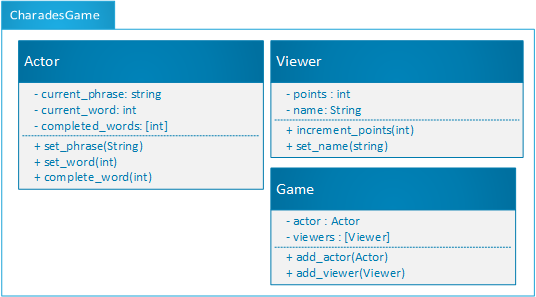 CharadesGame
Actor
- current_phrase: string
- current_word: int
- completed_words: [int]
+ set_phrase(String)
+ set_word(int)
+ complete_word(int)
Viewer
- points : int
- name: String
+ increment_points(int)
+ set_name(string)
Game
- actor : Actor
- viewers : [Viewer]
+ add_actor(Actor)
+ add_viewer(Viewer)